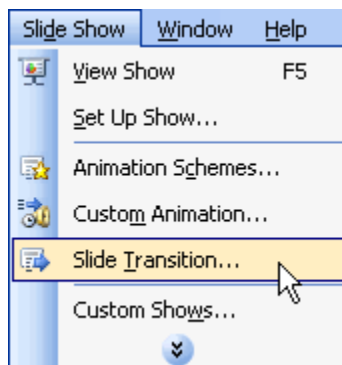 Slide Show Window Help
View Show F5
Set Up Show...
Animation Schemes...
Custom Animation...
Slide Transition...
Custom Shows...